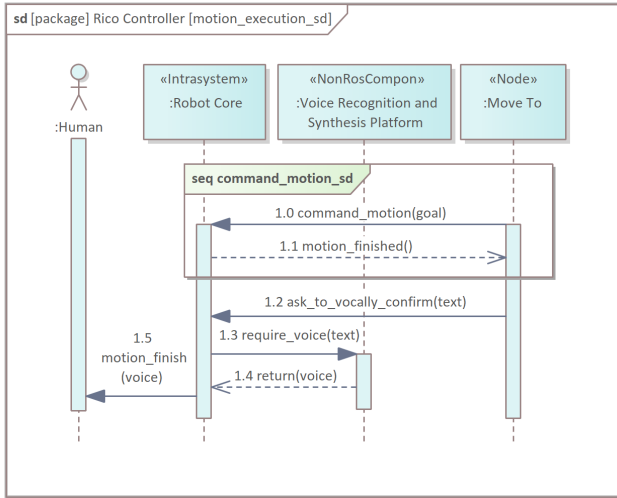 sd [package] Rico Controller [motion_execution_sd]
:Human
«Intrasystem»
:Robot Core
«NonRosCompon»
:Voice Recognition and
Synthesis Platform
«Node»
:Move To
seq command_motion_sd
1.0 command_motion(goal)
1.1 motion_finished()
1.2 ask_to_vocally_confirm(text)
1.3 require_voice(text)
1.4 return(voice)
1.5
motion_finish
(voice)